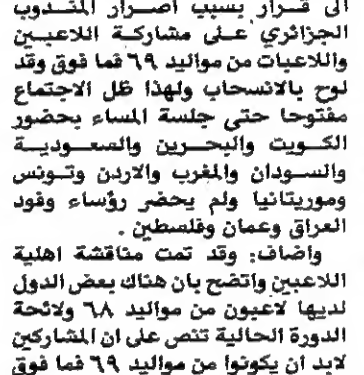 الى قرار بسبب اصرار المندوب
الجزائري على مشاركة اللاعبين
واللاعبات من مواليد ٦٩ فما فوق وقد
لوح بالانسحاب ولهذا ظل الاجتماع
مفتوحا حتى جلسة المساء بحضور
الكويت والبحرين والسعودية
والسودان والمغرب والاردن وتونس
وموريتانيا ولم يحضر رؤساء وفود
العراق وعمان وفلسطين .
واضاف: وقد تمت مناقشة اهلية
اللاعبين واتضح بان هناك بعض الدول
لديها لاعبون من مواليد ٦٨ ولائحة
الدورة الحالية تنص على ان المشاركين
لابد ان يكونوا من مواليد ٦٩ فما فوق